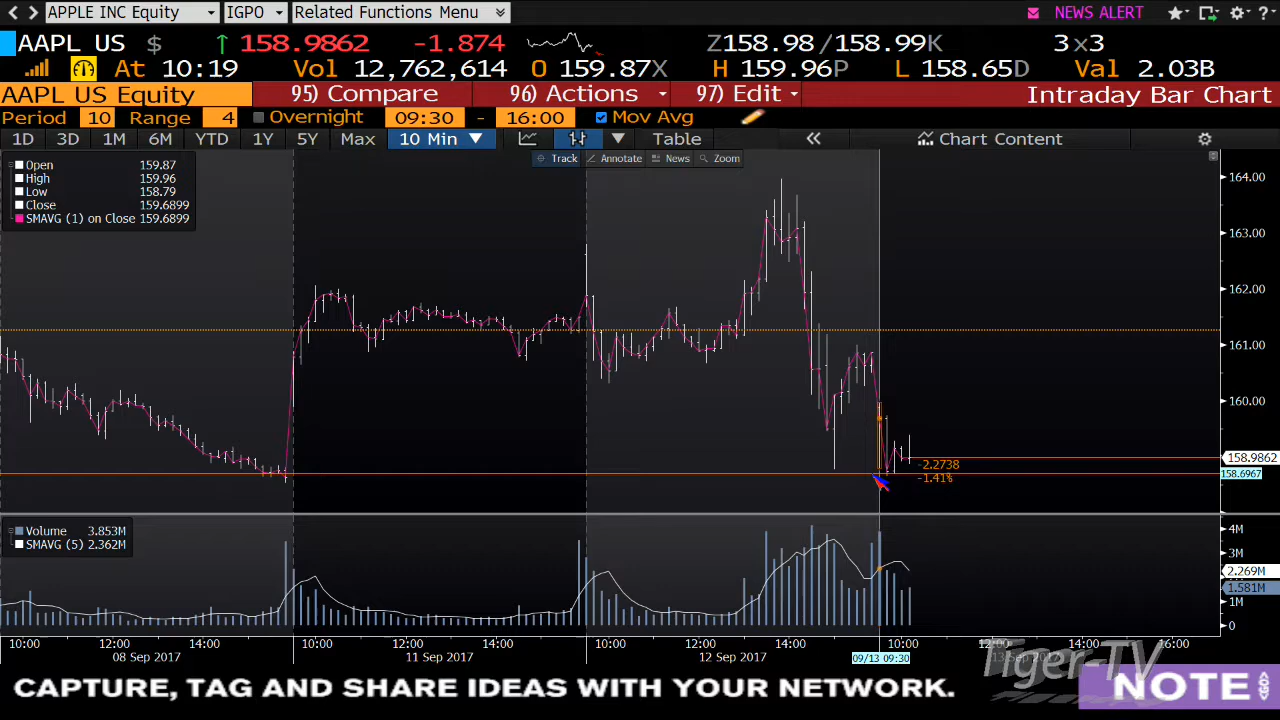 APPLE INC Equity IGPO Related Functions Menu NEWS ALERT ?
AAPL US $ ↑ 158.9862 -1.874 Z158.98/158.99K 3x3
At 10:19 Vol 12,762,614 O 159.87X H 159.96P L 158.65D Val 2.03B
AAPL US Equity 95) Compare 96) Actions 97) Edit Intraday Bar Chart
Period 10 Range 4 Overnight 09:30 - 16:00 Mov Avg
1D 3D 1M 6M YTD 1Y 5Y Max 10 Min Table « Chart Content
Track Annotate News Zoom
Open 159.87
High 159.96
Low 158.79
Close 159.6899
SMAVG (1) on Close 159.6899
164.00
163.00
162.00
161.00
160.00
158.9862
158.6967
-2.2738
-1.41%
Volume 3.853M
SMAVG (5) 2.362M
4M
3M
2.269M
1.581M
1M
0
10:00 12:00 14:00 10:00 12:00 14:00 10:00 12:00 14:00 10:00 12:00 14:00 16:00
08 Sep 2017 11 Sep 2017 12 Sep 2017 09/13 09:30 13 Sep 2017
Tiger-TV
CAPTURE, TAG AND SHARE IDEAS WITH YOUR NETWORK. NOTE